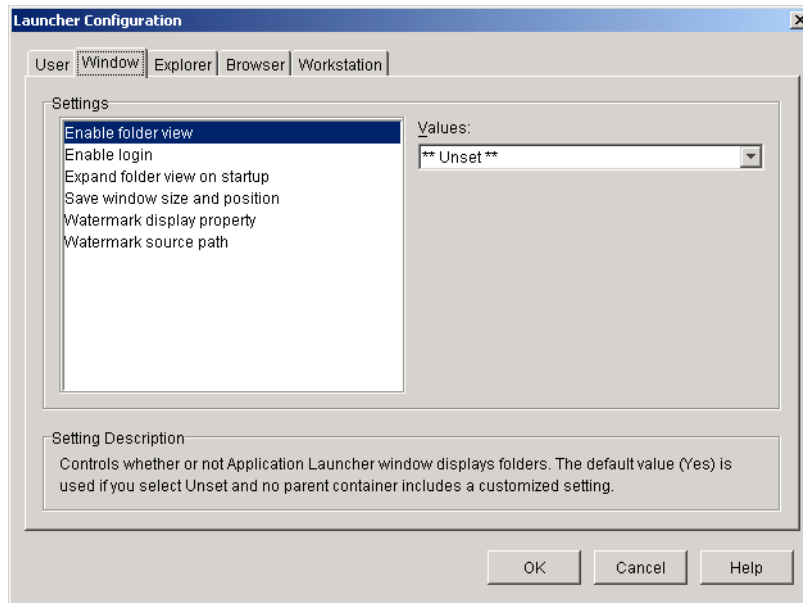 Launcher Configuration
User Window Explorer Browser Workstation
Settings
Enable folder view
Enable login
Expand folder view on startup
Save window size and position
Watermark display property
Watermark source path
Values:
** Unset **
Setting Description
Controls whether or not Application Launcher window displays folders. The default value (Yes) is
used if you select Unset and no parent container includes a customized setting.
OK Cancel Help